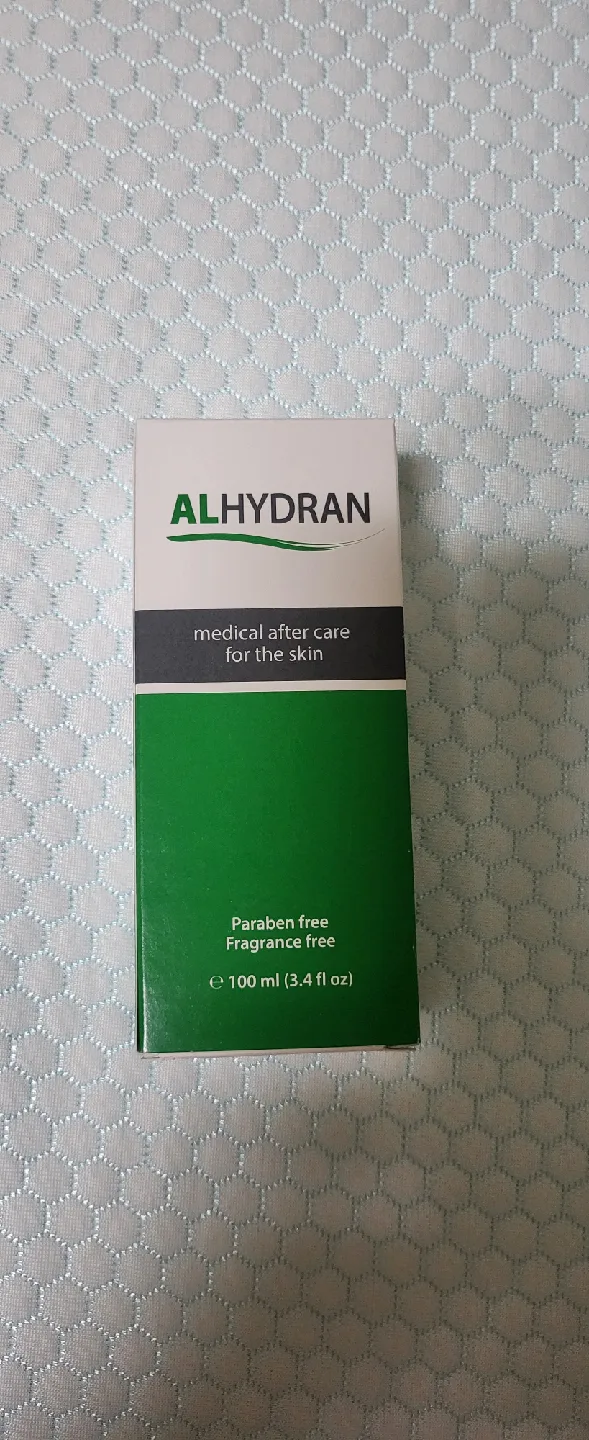 ALHYDRAN
medical after care
for the skin
Paraben free
Fragrance free
℮ 100 ml (3.4 fl oz)